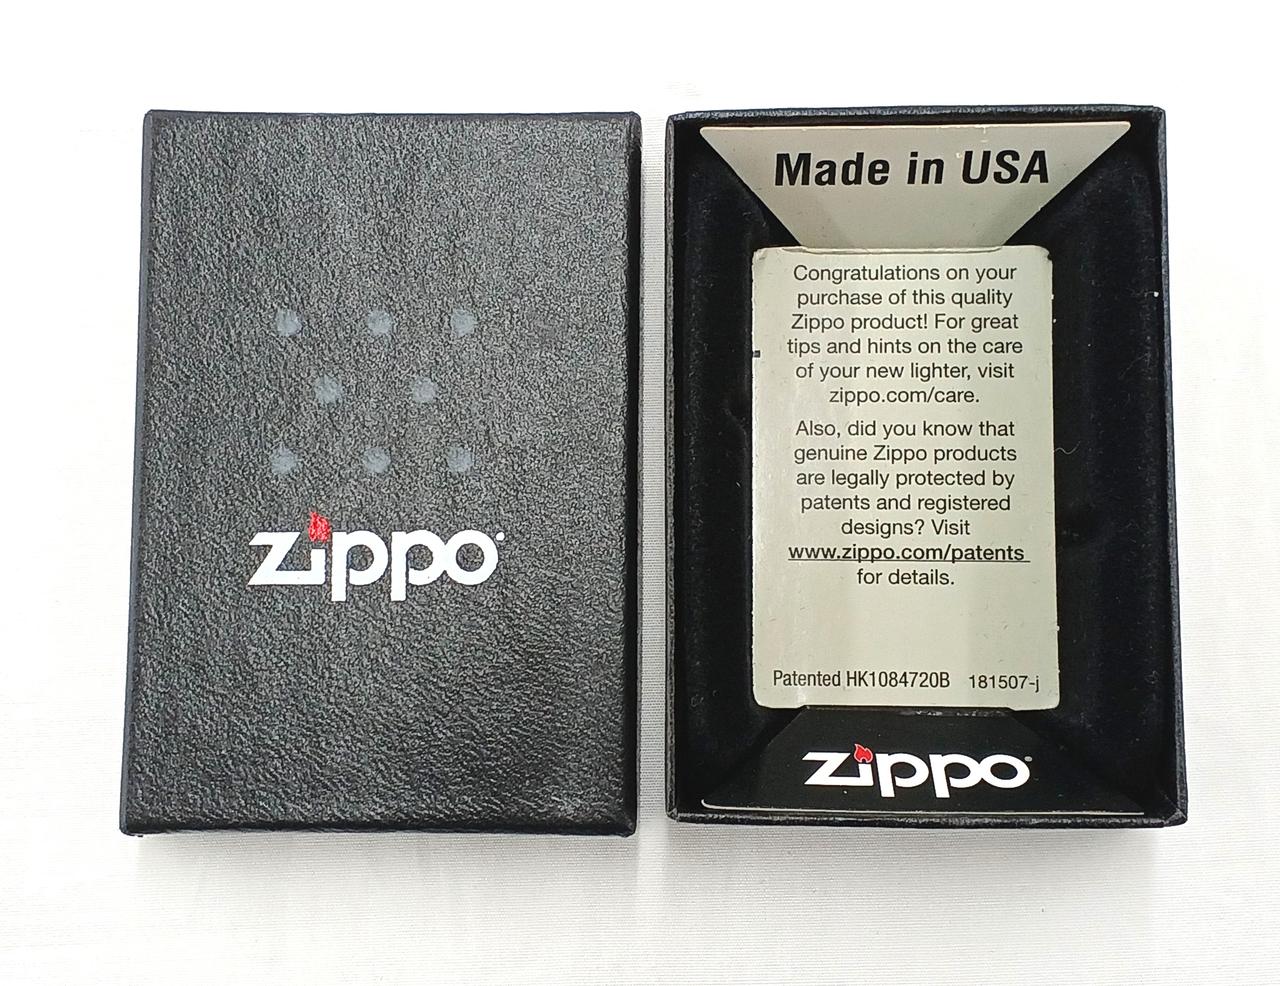 Zippo
Made in USA
Congratulations on your
purchase of this quality
Zippo product! For great
tips and hints on the care
of your new lighter, visit
zippo.com/care.
Also, did you know that
genuine Zippo products
are legally protected by
patents and registered
designs? Visit
www.zippo.com/patents
for details.
Patented HK1084720B 181507-j
Zippo